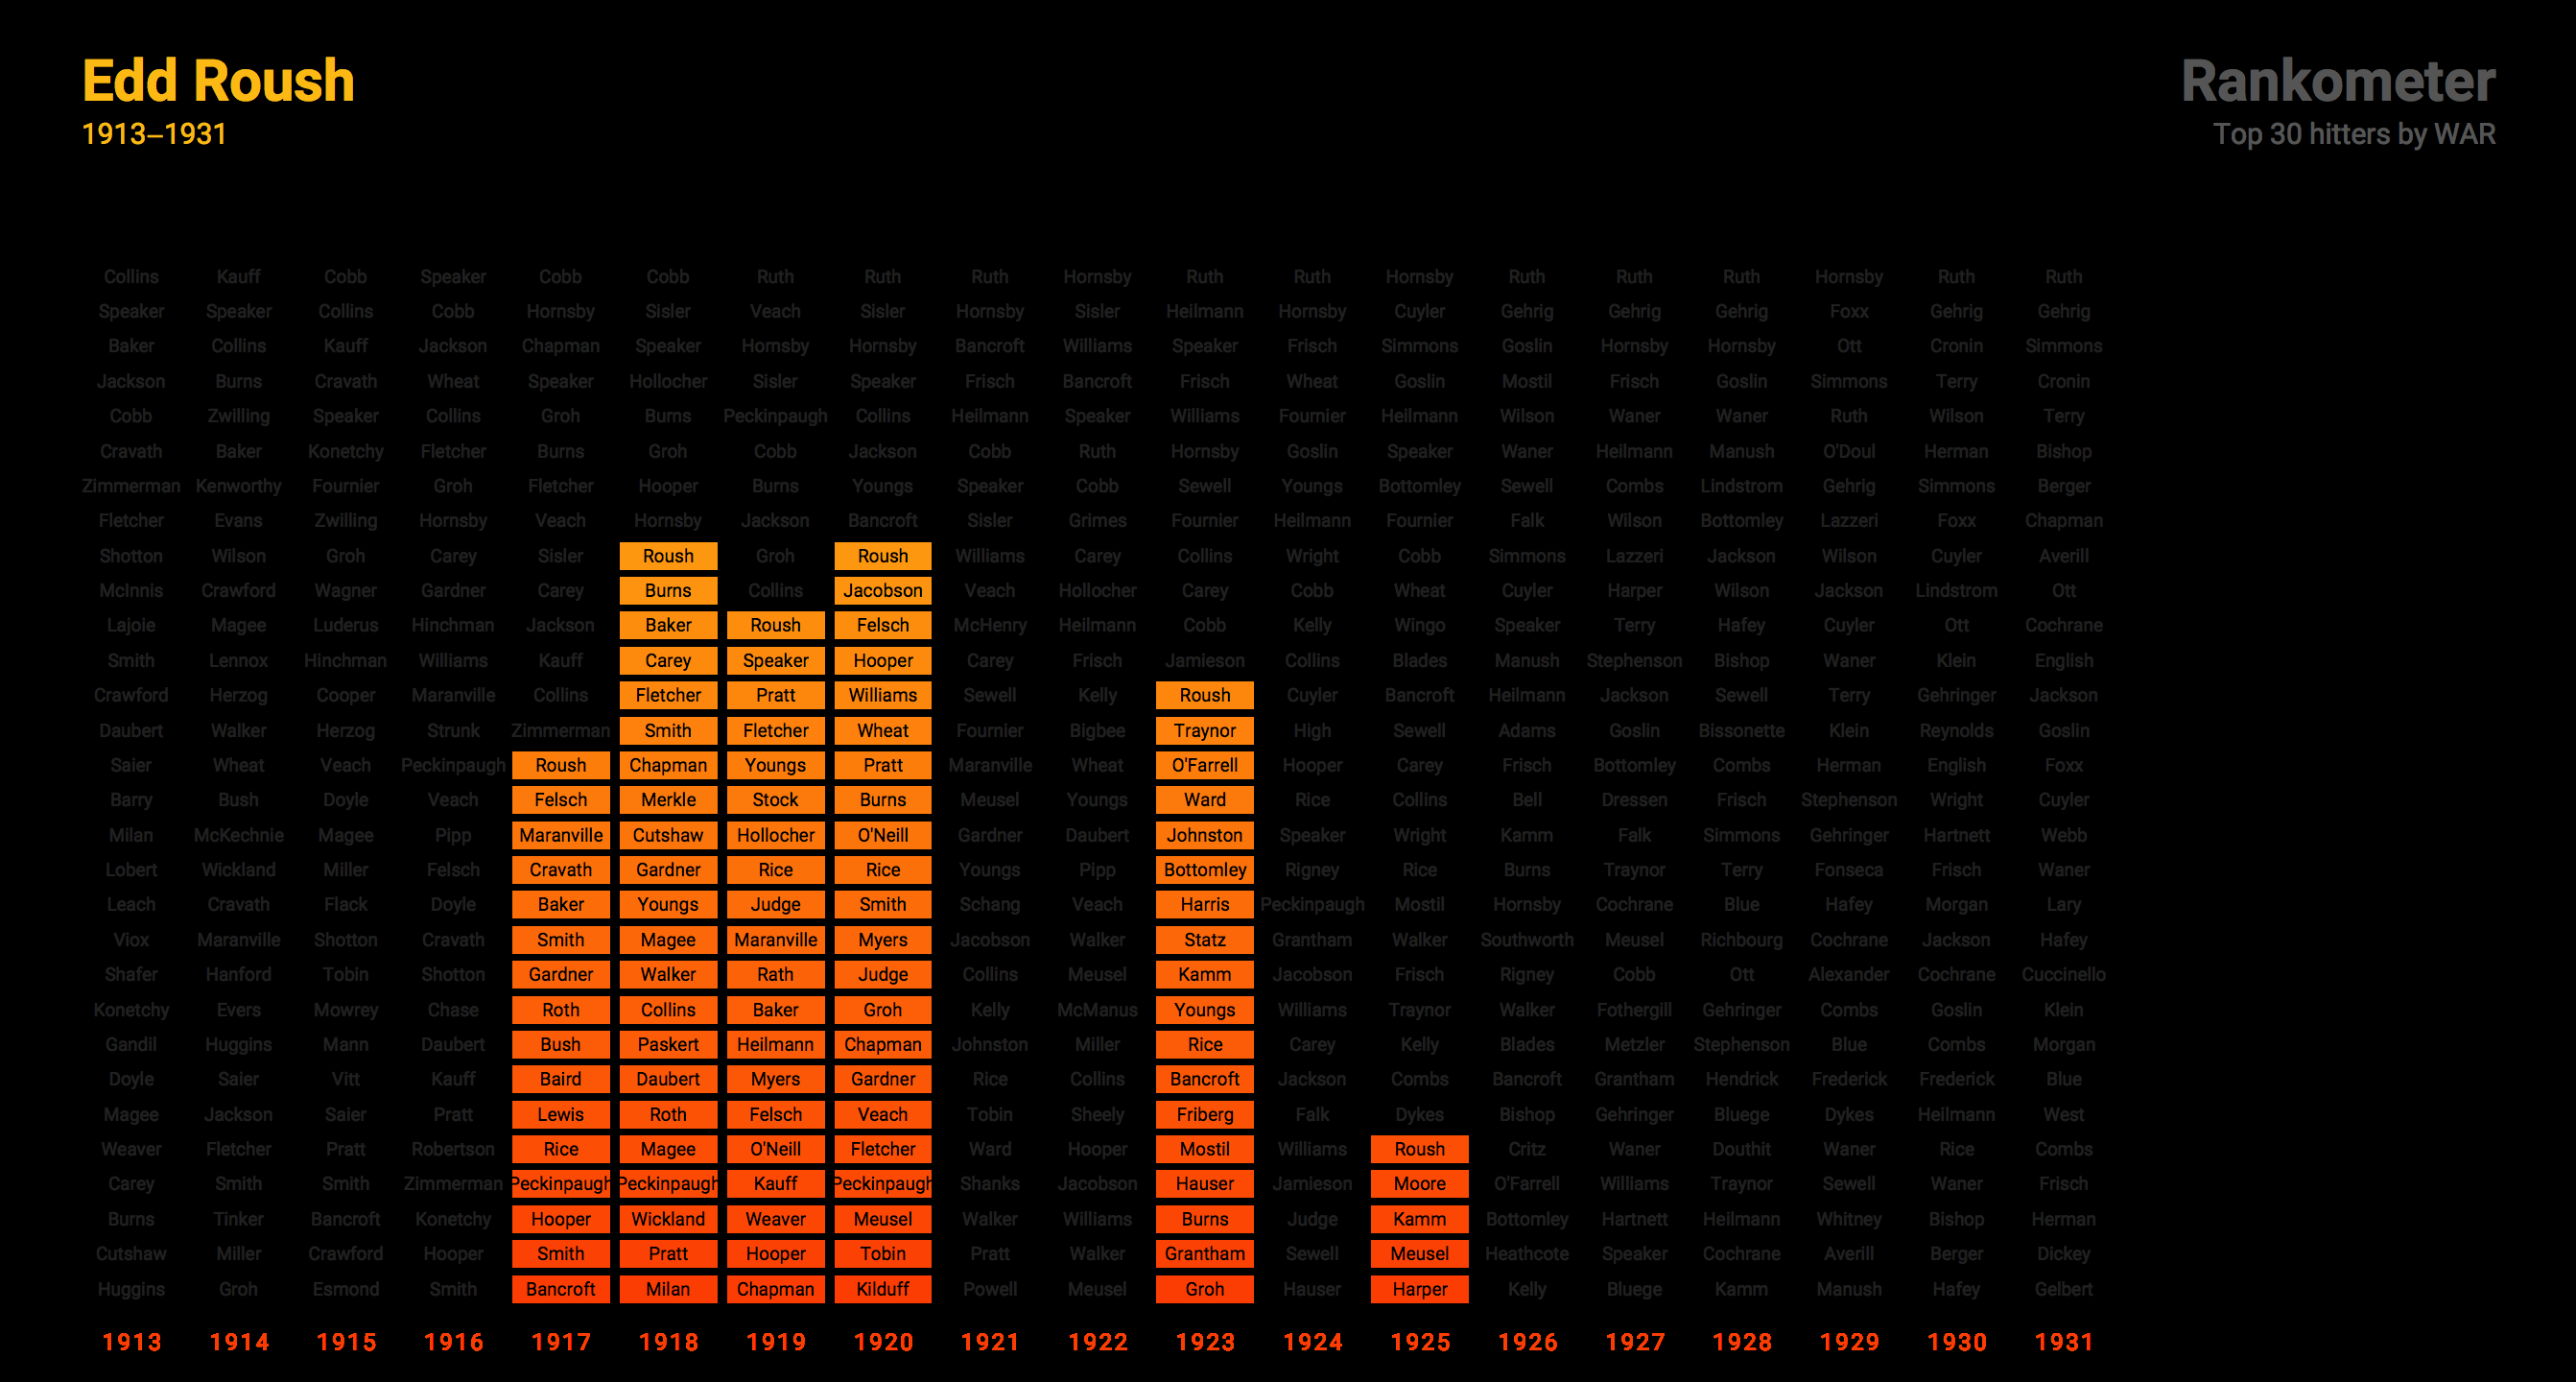 Edd Roush
1913–1931
Rankometer
Top 30 hitters by WAR
Collins Kauff Cobb Speaker Cobb Cobb Ruth Ruth Ruth Hornsby Ruth Ruth Hornsby Ruth Ruth Ruth Hornsby Ruth Ruth
Speaker Speaker Collins Cobb Hornsby Sisler Veach Sisler Hornsby Sisler Heilmann Hornsby Cuyler Gehrig Gehrig Gehrig Foxx Gehrig Gehrig
Baker Collins Kauff Jackson Chapman Speaker Hornsby Hornsby Bancroft Williams Speaker Frisch Simmons Goslin Hornsby Hornsby Ott Cronin Simmons
Jackson Burns Cravath Wheat Speaker Hollocher Sisler Speaker Frisch Bancroft Frisch Wheat Goslin Mostil Frisch Goslin Simmons Terry Cronin
Cobb Zwilling Speaker Collins Groh Burns Peckinpaugh Collins Heilmann Speaker Williams Fournier Heilmann Wilson Waner Waner Ruth Wilson Terry
Cravath Baker Konetchy Fletcher Burns Groh Cobb Jackson Cobb Ruth Hornsby Goslin Speaker Waner Heilmann Manush O'Doul Herman Bishop
Zimmerman Kenworthy Fournier Groh Fletcher Hooper Burns Youngs Speaker Cobb Sewell Youngs Bottomley Sewell Combs Lindstrom Gehrig Simmons Berger
Fletcher Evans Zwilling Hornsby Veach Hornsby Jackson Bancroft Sisler Grimes Fournier Heilmann Fournier Falk Wilson Bottomley Lazzeri Foxx Chapman
Shotton Wilson Groh Carey Sisler Roush Groh Roush Williams Carey Collins Wright Cobb Simmons Lazzeri Jackson Wilson Cuyler Averill
McInnis Crawford Wagner Gardner Carey Burns Collins Jacobson Veach Hollocher Carey Cobb Wheat Cuyler Harper Wilson Jackson Lindstrom Ott
Lajoie Magee Luderus Hinchman Jackson Baker Roush Felsch McHenry Heilmann Cobb Kelly Wingo Speaker Terry Hafey Cuyler Ott Cochrane
Smith Lennox Hinchman Williams Kauff Carey Speaker Hooper Carey Frisch Jamieson Collins Blades Manush Stephenson Bishop Waner Klein English
Crawford Herzog Cooper Maranville Collins Fletcher Pratt Williams Sewell Kelly Roush Cuyler Bancroft Heilmann Jackson Sewell Terry Gehringer Jackson
Daubert Walker Herzog Strunk Zimmerman Smith Fletcher Wheat Fournier Bigbee Traynor High Sewell Adams Goslin Bissonette Klein Reynolds Goslin
Saier Wheat Veach Peckinpaugh Roush Chapman Youngs Pratt Maranville Wheat O'Farrell Hooper Carey Frisch Bottomley Combs Herman English Foxx
Barry Bush Doyle Veach Felsch Merkle Stock Burns Meusel Youngs Ward Rice Collins Bell Dressen Frisch Stephenson Wright Cuyler
Milan McKechnie Magee Pipp Maranville Cutshaw Hollocher O'Neill Gardner Daubert Johnston Speaker Wright Kamm Falk Simmons Gehringer Hartnett Webb
Lobert Wickland Miller Felsch Cravath Gardner Rice Rice Youngs Pipp Bottomley Rigney Rice Burns Traynor Terry Fonseca Frisch Waner
Leach Cravath Flack Doyle Baker Youngs Judge Smith Schang Veach Harris Peckinpaugh Mostil Hornsby Cochrane Blue Hafey Morgan Lary
Viox Maranville Shotton Cravath Smith Magee Maranville Myers Jacobson Walker Statz Grantham Walker Southworth Meusel Richbourg Cochrane Jackson Hafey
Shafer Hanford Tobin Shotton Gardner Walker Rath Judge Collins Meusel Kamm Jacobson Frisch Rigney Cobb Ott Alexander Cochrane Cuccinello
Konetchy Evers Mowrey Chase Roth Collins Baker Groh Kelly McManus Youngs Williams Traynor Walker Fothergill Gehringer Combs Goslin Klein
Gandil Huggins Mann Daubert Bush Paskert Heilmann Chapman Johnston Miller Rice Carey Kelly Blades Metzler Stephenson Blue Combs Morgan
Doyle Saier Vitt Kauff Baird Daubert Myers Gardner Rice Collins Bancroft Jackson Combs Bancroft Grantham Hendrick Frederick Frederick Blue
Magee Jackson Saier Pratt Lewis Roth Felsch Veach Tobin Sheely Friberg Falk Dykes Bishop Gehringer Bluege Dykes Heilmann West
Weaver Fletcher Pratt Robertson Rice Magee O'Neill Fletcher Ward Hooper Mostil Williams Roush Critz Waner Douthit Waner Rice Combs
Carey Smith Smith Zimmerman Peckinpaugh Peckinpaugh Kauff Peckinpaugh Shanks Jacobson Hauser Jamieson Moore O'Farrell Williams Traynor Sewell Waner Frisch
Burns Tinker Bancroft Konetchy Hooper Wickland Weaver Meusel Walker Williams Burns Judge Kamm Bottomley Hartnett Heilmann Whitney Bishop Herman
Cutshaw Miller Crawford Hooper Smith Pratt Hooper Tobin Pratt Walker Grantham Sewell Meusel Heathcote Speaker Cochrane Averill Berger Dickey
Huggins Groh Esmond Smith Bancroft Milan Chapman Kilduff Powell Meusel Groh Hauser Harper Kelly Bluege Kamm Manush Hafey Gelbert
1913 1914 1915 1916 1917 1918 1919 1920 1921 1922 1923 1924 1925 1926 1927 1928 1929 1930 1931